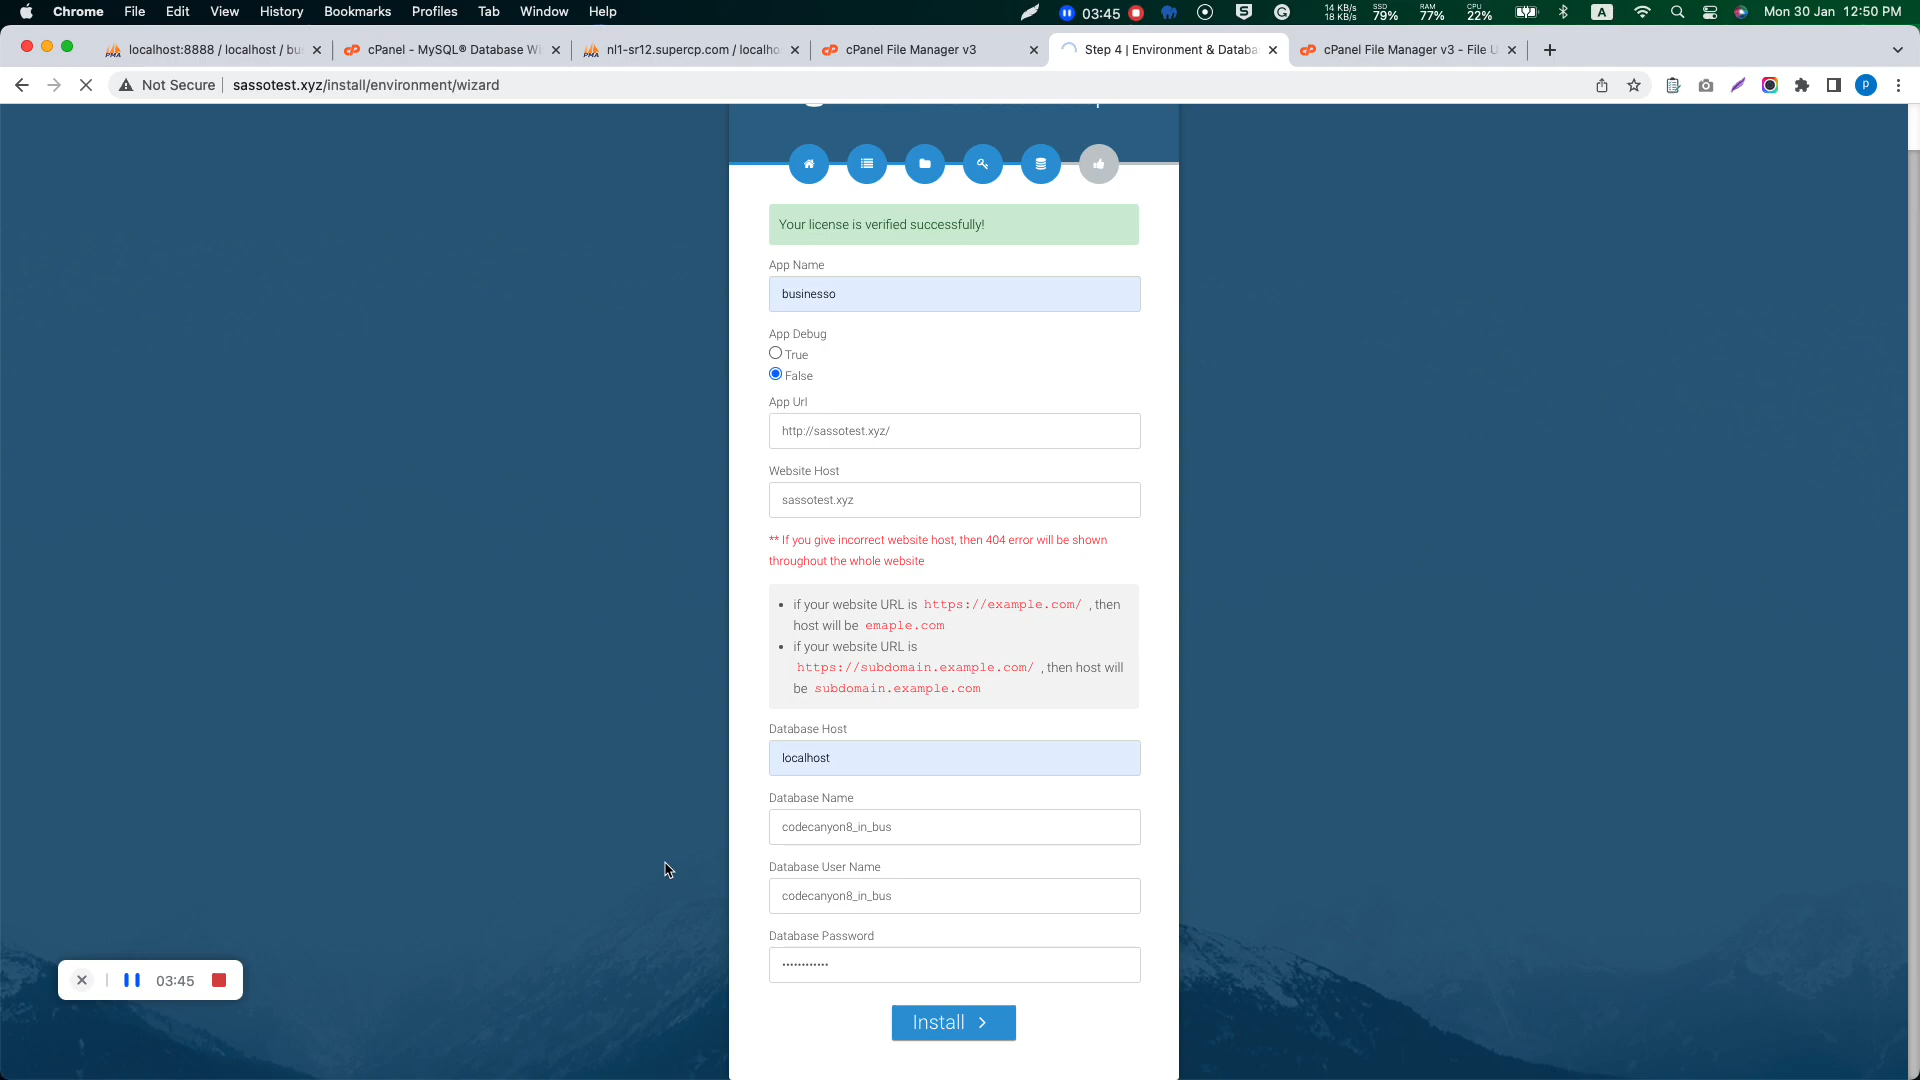 Chrome File Edit View History Bookmarks Profiles Tab Window Help 03:45 14 KB/s 18 KB/s SSD 79% RAM 77% CPU 22% A Mon 30 Jan 12:50 PM
localhost:8888 / localhost / bu cPanel - MySQL® Database Wi nl1-sr12.supercp.com / localho cPanel File Manager v3 Step 4 | Environment & Databa cPanel File Manager v3 - File U
Not Secure sassotest.xyz/install/environment/wizard
Your license is verified successfully!
App Name
businesso
App Debug
True
False
App Url
http://sassotest.xyz/
Website Host
sassotest.xyz
** If you give incorrect website host, then 404 error will be shown
throughout the whole website
• if your website URL is https://example.com/ , then
host will be emaple.com
• if your website URL is
https://subdomain.example.com/ , then host will
be subdomain.example.com
Database Host
localhost
Database Name
codecanyon8_in_bus
Database User Name
codecanyon8_in_bus
Database Password
••••••••••••
Install
03:45